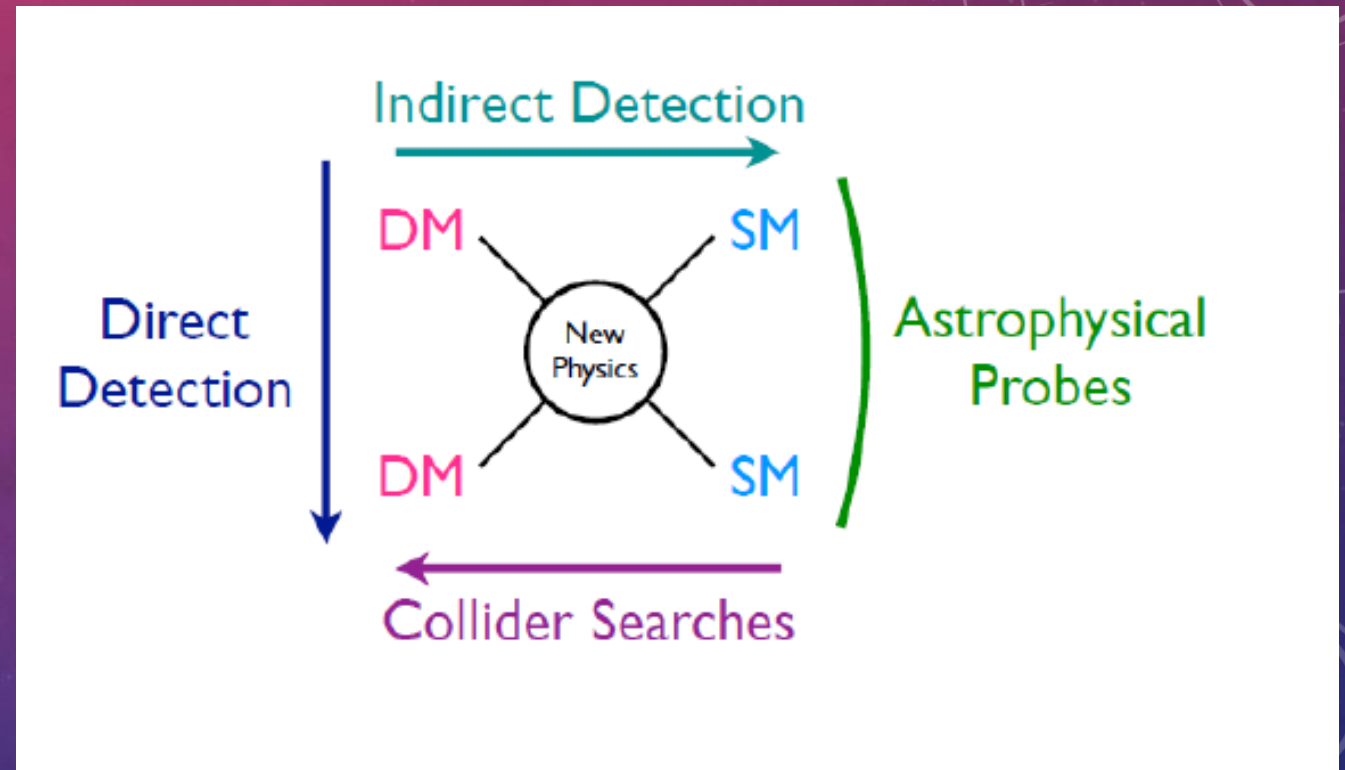 Indirect Detection
DM
SM
Direct
Detection
New
Physics
Astrophysical
Probes
DM
SM
Collider Searches